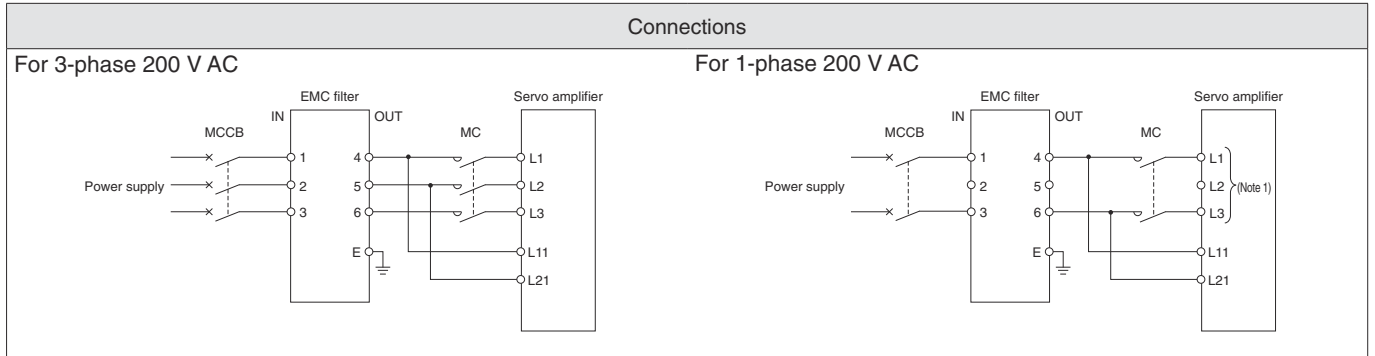 Connections
For 3-phase 200 V AC
EMC filter
Servo amplifier
IN
OUT
MCCB
MC
1
4
L1
Power supply
2
5
L2
3
6
L3
E
L11
L21
For 1-phase 200 V AC
EMC filter
Servo amplifier
IN
OUT
MCCB
MC
1
4
L1
Power supply
2
5
L2
(Note 1)
3
6
L3
E
L11
L21